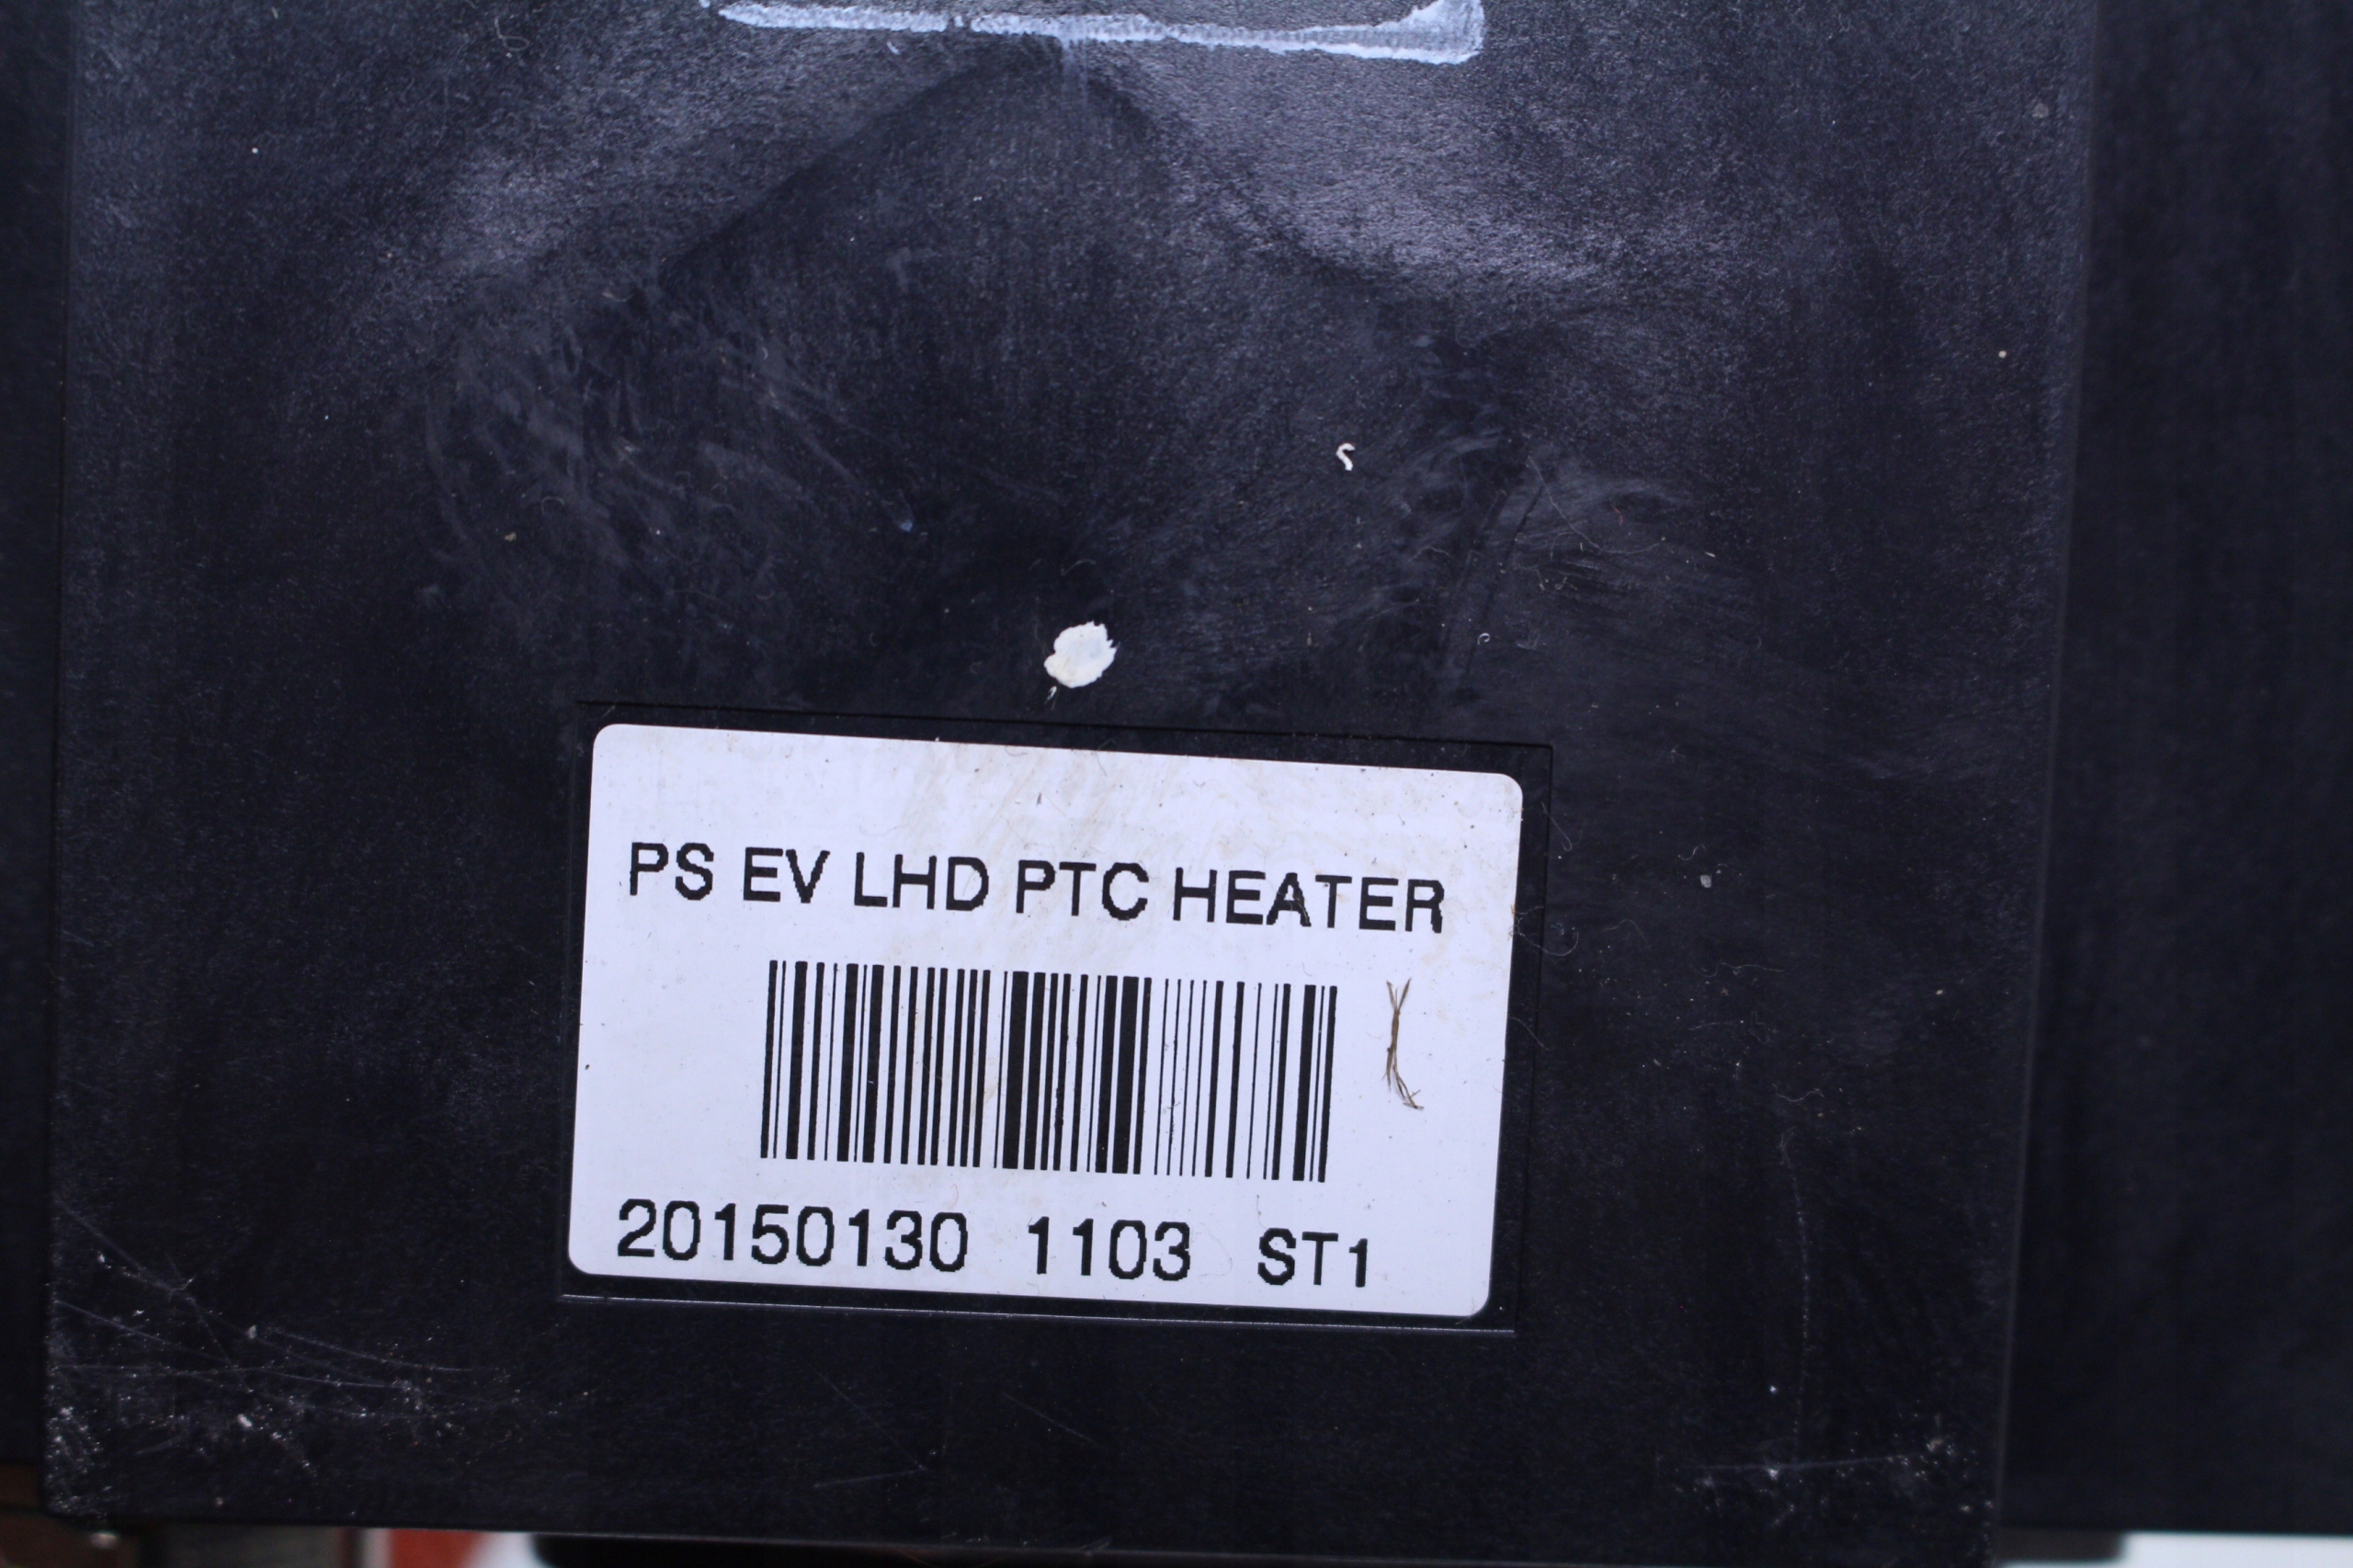 PS EV LHD PTC HEATER
20150130 1103 ST1